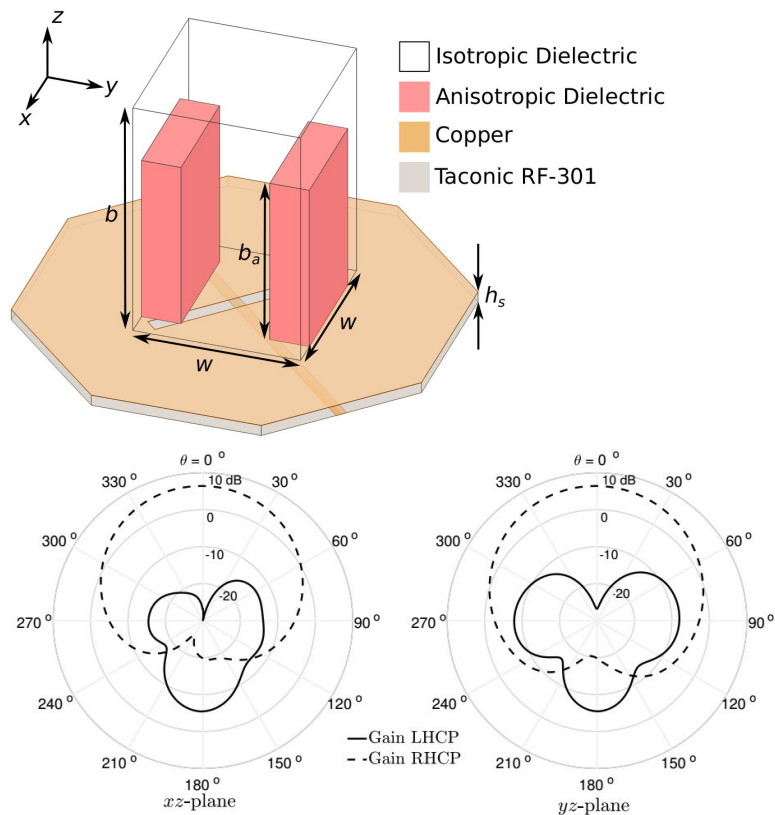 z
y
x
Isotropic Dielectric
Anisotropic Dielectric
Copper
Taconic RF-301
b
bₐ
hₛ
w
w
θ = 0 °
10 dB
0
-10
-20
30 °
60 °
90 °
120 °
150 °
180 °
210 °
240 °
270 °
300 °
330 °
xz-plane
Gain LHCP
Gain RHCP
θ = 0 °
10 dB
0
-10
-20
30 °
60 °
90 °
120 °
150 °
180 °
210 °
240 °
270 °
300 °
330 °
yz-plane